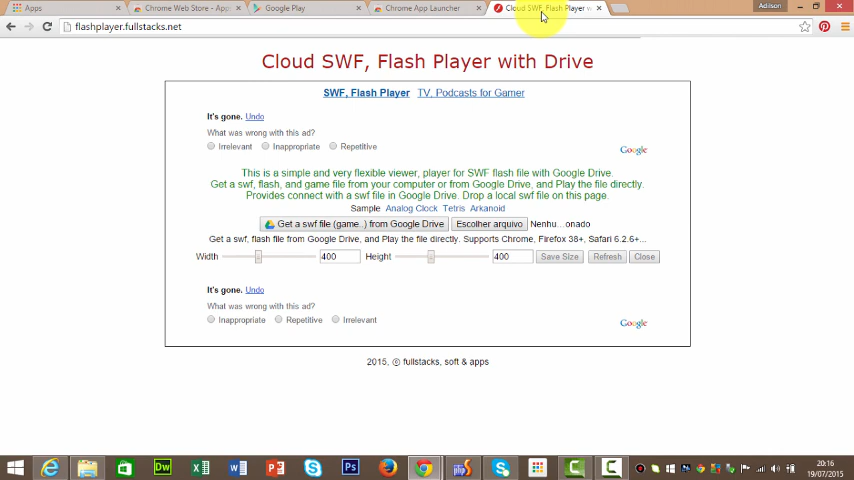 Apps
Chrome Web Store - Apps
Google Play
Chrome App Launcher
Cloud SWF, Flash Player w
Adilson
flashplayer.fullstacks.net
Cloud SWF, Flash Player with Drive
SWF, Flash Player TV, Podcasts for Gamer
It's gone. Undo
What was wrong with this ad?
Irrelevant Inappropriate Repetitive
Google
This is a simple and very flexible viewer, player for SWF flash file with Google Drive.
Get a swf, flash, and game file from your computer or from Google Drive, and Play the file directly.
Provides connect with a swf file in Google Drive. Drop a local swf file on this page.
Sample Analog Clock Tetris Arkanoid
Get a swf file (game..) from Google Drive Escolher arquivo Nenhu...onado
Get a swf, flash file from Google Drive, and Play the file directly. Supports Chrome, Firefox 38+, Safari 6.2.6+...
Width 400 Height 400 Save Size Refresh Close
It's gone. Undo
What was wrong with this ad?
Inappropriate Repetitive Irrelevant
Google
2015, ⓒ fullstacks, soft & apps
Dw
Ps
php
20:16
19/07/2015